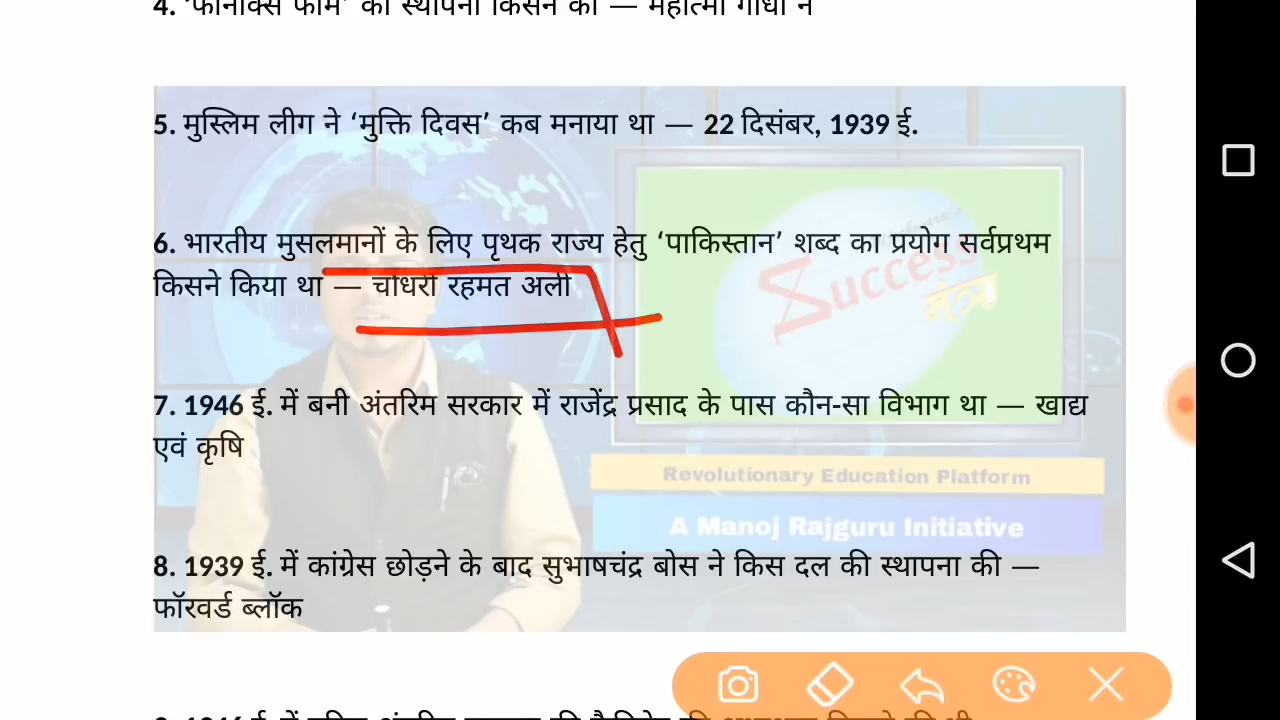 4. ‘फीनिक्स फार्म’ की स्थापना किसने की — महात्मा गाँधी ने
5. मुस्लिम लीग ने ‘मुक्ति दिवस’ कब मनाया था — 22 दिसंबर, 1939 ई.
6. भारतीय मुसलमानों के लिए पृथक राज्य हेतु ‘पाकिस्तान’ शब्द का प्रयोग सर्वप्रथम
किसने किया था — चौधरी रहमत अली
Success
मंत्रा
7. 1946 ई. में बनी अंतरिम सरकार में राजेंद्र प्रसाद के पास कौन-सा विभाग था — खाद्य
एवं कृषि
Revolutionary Education Platform
A Manoj Rajguru Initiative
8. 1939 ई. में कांग्रेस छोड़ने के बाद सुभाषचंद्र बोस ने किस दल की स्थापना की —
फॉरवर्ड ब्लॉक